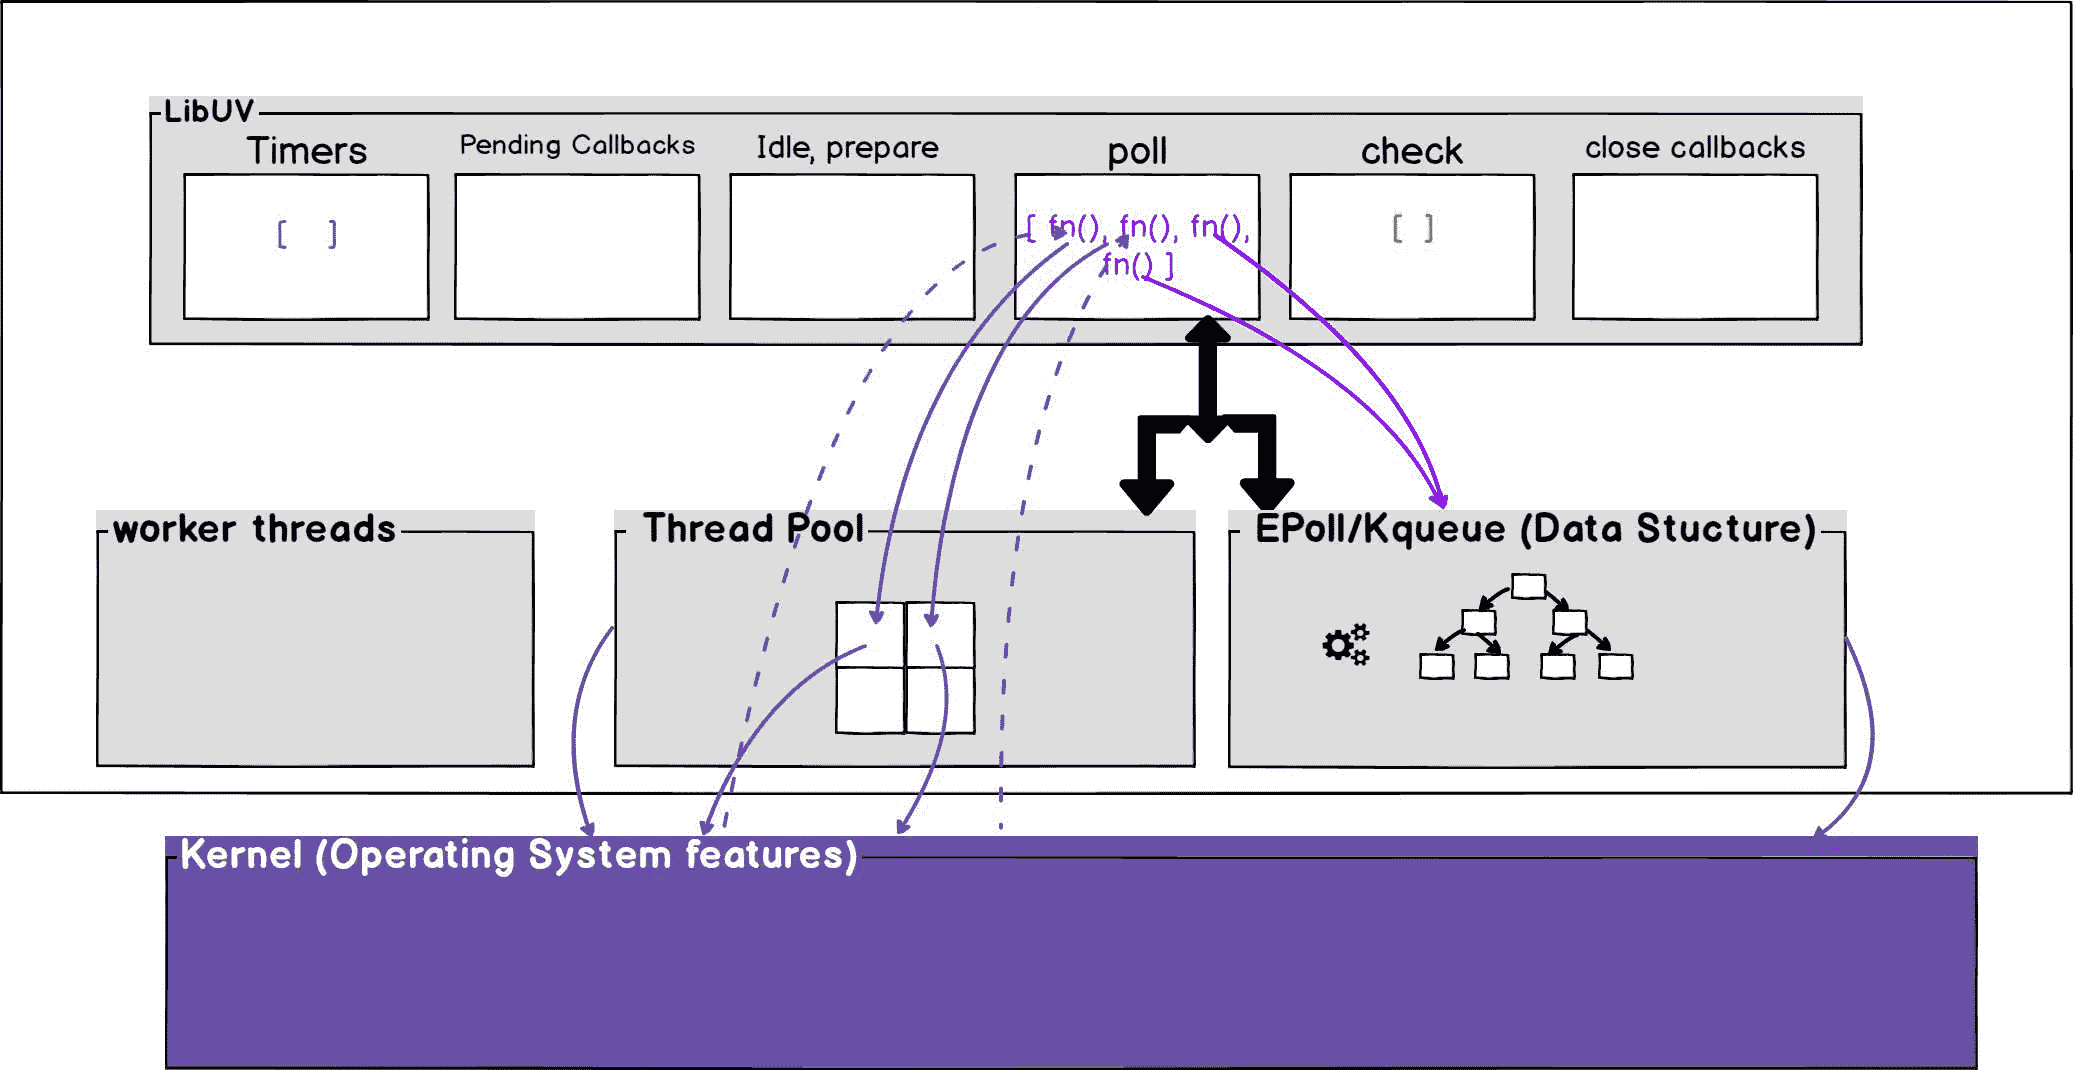 LibUV
Timers
Pending Callbacks
Idle, prepare
poll
check
close callbacks
[ ]
[ fn(), fn(), fn(),
fn() ]
[ ]
worker threads
Thread Pool
EPoll/Kqueue (Data Stucture)
Kernel (Operating System features)